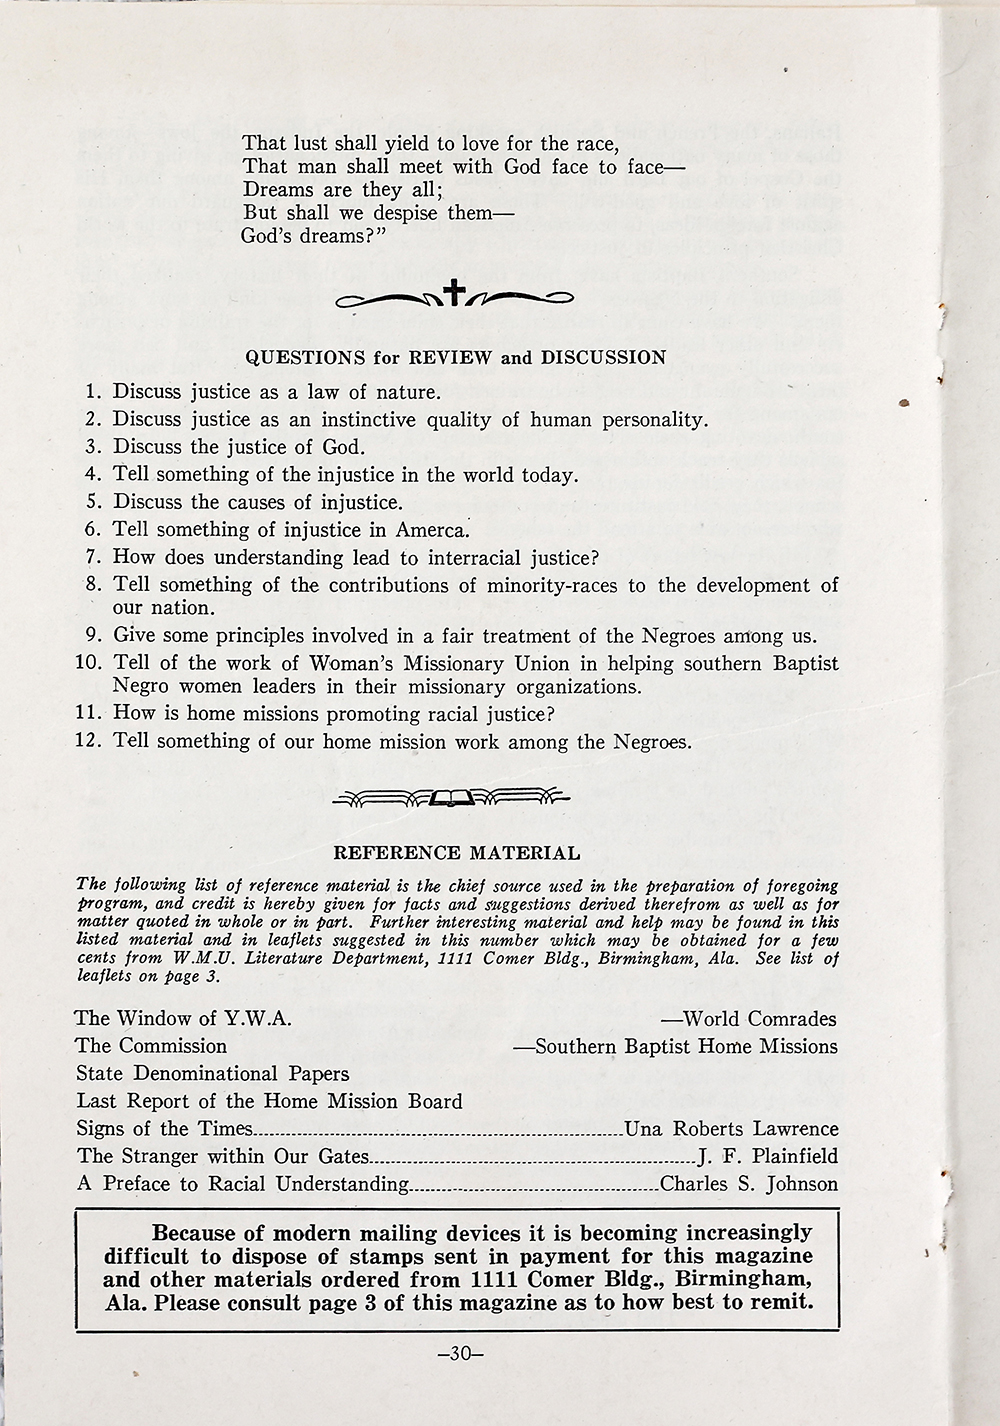 That lust shall yield to love for the race,
That man shall meet with God face to face—
Dreams are they all;
But shall we despise them—
God's dreams?"
QUESTIONS for REVIEW and DISCUSSION
1. Discuss justice as a law of nature.
2. Discuss justice as an instinctive quality of human personality.
3. Discuss the justice of God.
4. Tell something of the injustice in the world today.
5. Discuss the causes of injustice.
6. Tell something of injustice in Amerca.
7. How does understanding lead to interracial justice?
8. Tell something of the contributions of minority-races to the development of
our nation.
9. Give some principles involved in a fair treatment of the Negroes among us.
10. Tell of the work of Woman's Missionary Union in helping southern Baptist
Negro women leaders in their missionary organizations.
11. How is home missions promoting racial justice?
12. Tell something of our home mission work among the Negroes.
REFERENCE MATERIAL
The following list of reference material is the chief source used in the preparation of foregoing
program, and credit is hereby given for facts and suggestions derived therefrom as well as for
matter quoted in whole or in part. Further interesting material and help may be found in this
listed material and in leaflets suggested in this number which may be obtained for a few
cents from W.M.U. Literature Department, 1111 Comer Bldg., Birmingham, Ala. See list of
leaflets on page 3.
The Window of Y.W.A. —World Comrades
The Commission —Southern Baptist Home Missions
State Denominational Papers
Last Report of the Home Mission Board
Signs of the Times........Una Roberts Lawrence
The Stranger within Our Gates........J. F. Plainfield
A Preface to Racial Understanding........Charles S. Johnson
Because of modern mailing devices it is becoming increasingly
difficult to dispose of stamps sent in payment for this magazine
and other materials ordered from 1111 Comer Bldg., Birmingham,
Ala. Please consult page 3 of this magazine as to how best to remit.
—30—